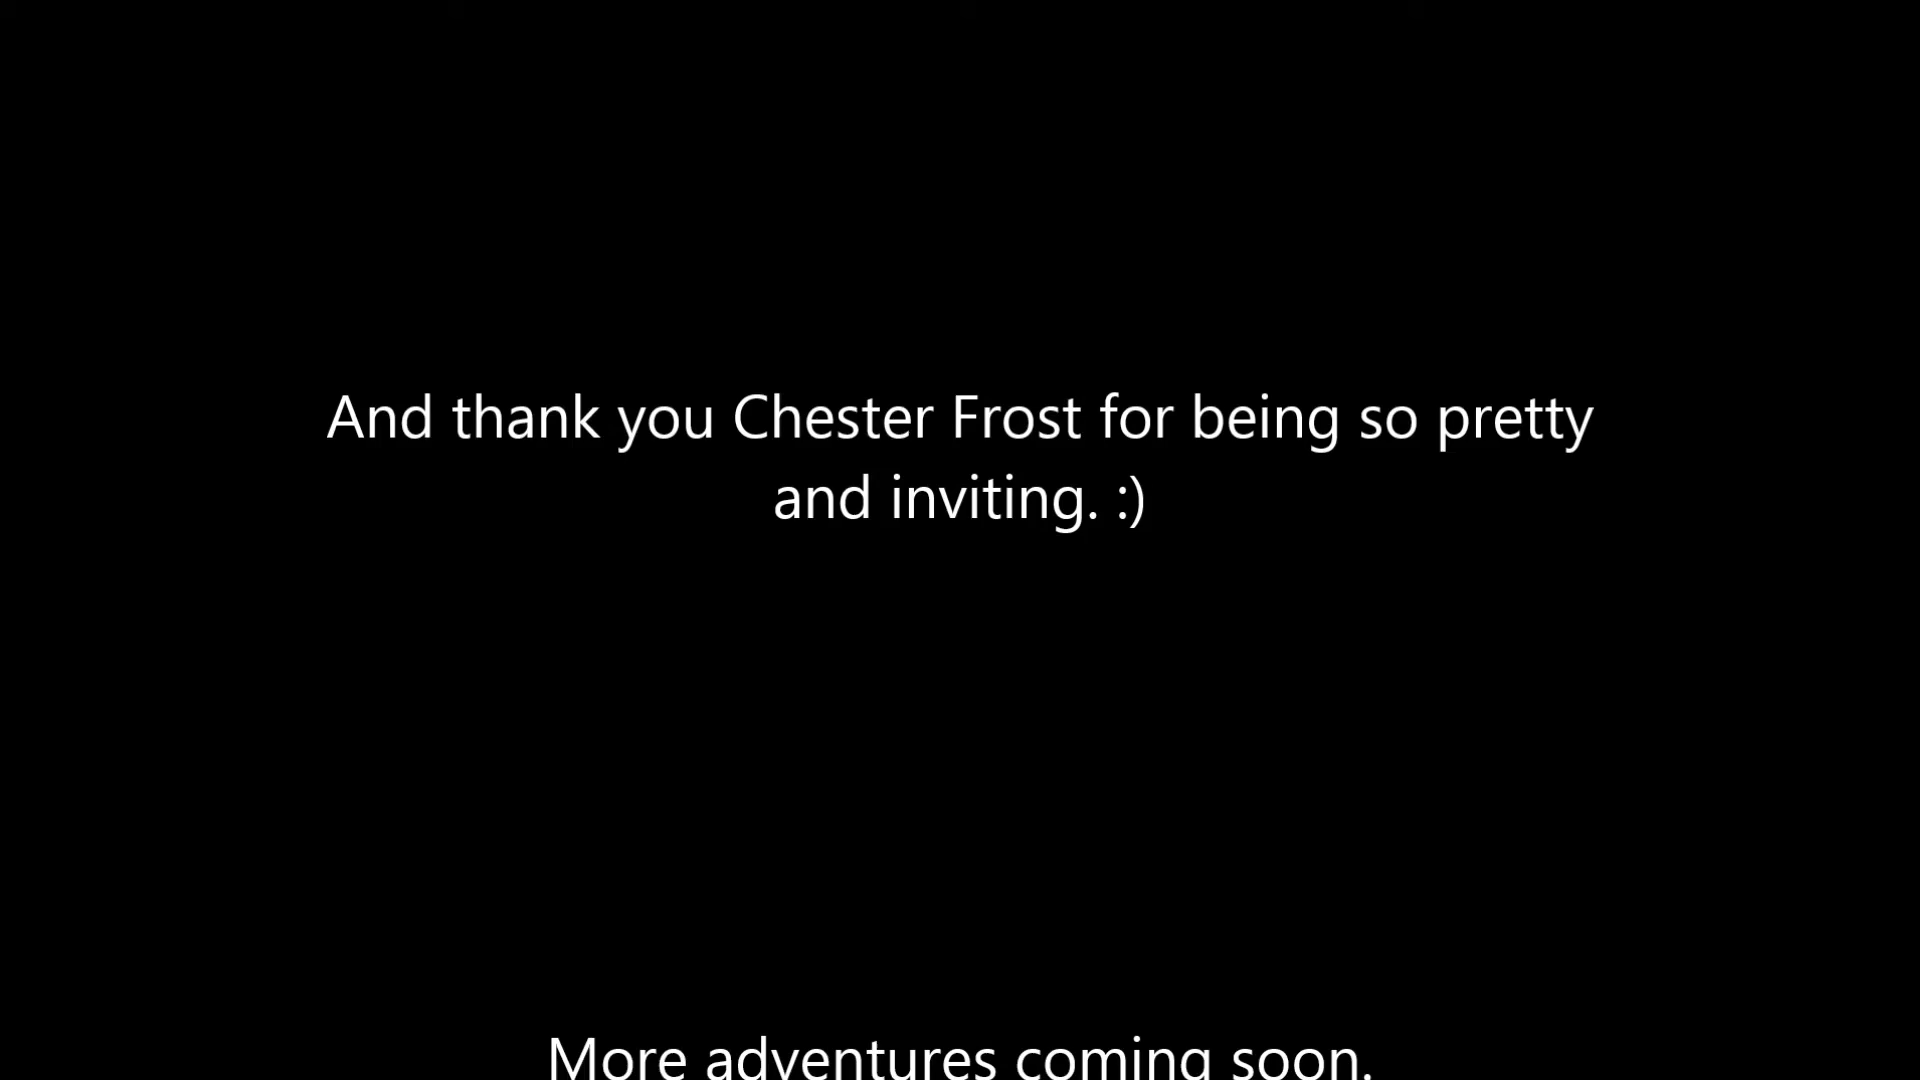 And thank you Chester Frost for being so pretty
and inviting. :)
More adventures coming soon.